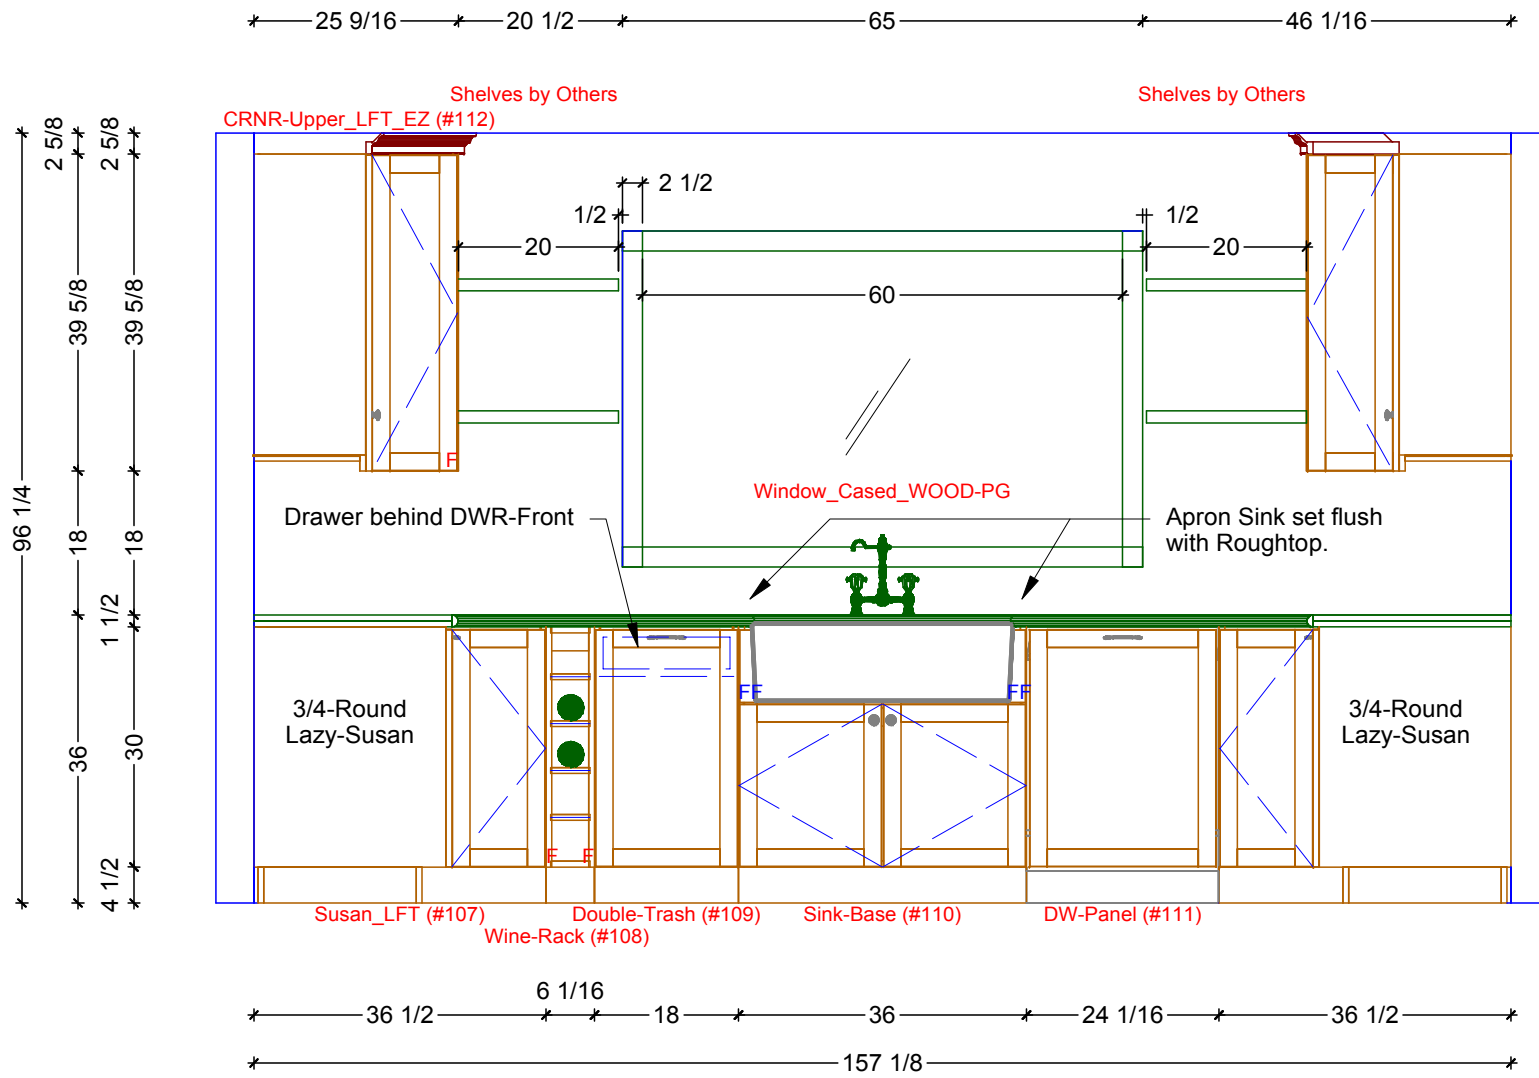 25 9/16
20 1/2
65
46 1/16
Shelves by Others
Shelves by Others
CRNR-Upper_LFT_EZ (#112)
2 5/8
2 5/8
2 1/2
1/2
1/2
20
20
60
39 5/8
39 5/8
F
Window_Cased_WOOD-PG
Drawer behind DWR-Front
Apron Sink set flush
with Roughtop.
96 1/4
18
18
1 1/2
FF
FF
3/4-Round
Lazy-Susan
3/4-Round
Lazy-Susan
36
30
F
F
4 1/2
Susan_LFT (#107)
Double-Trash (#109)
Sink-Base (#110)
DW-Panel (#111)
Wine-Rack (#108)
6 1/16
36 1/2
18
36
24 1/16
36 1/2
157 1/8